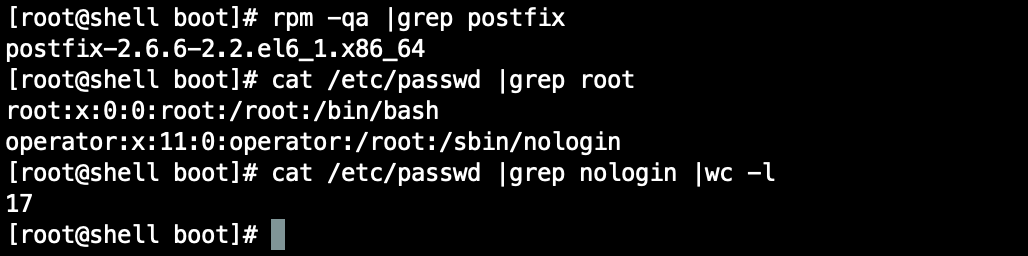 [root@shell boot]# rpm -qa |grep postfix
postfix-2.6.6-2.2.el6_1.x86_64
[root@shell boot]# cat /etc/passwd |grep root
root:x:0:0:root:/root:/bin/bash
operator:x:11:0:operator:/root:/sbin/nologin
[root@shell boot]# cat /etc/passwd |grep nologin |wc -l
17
[root@shell boot]#